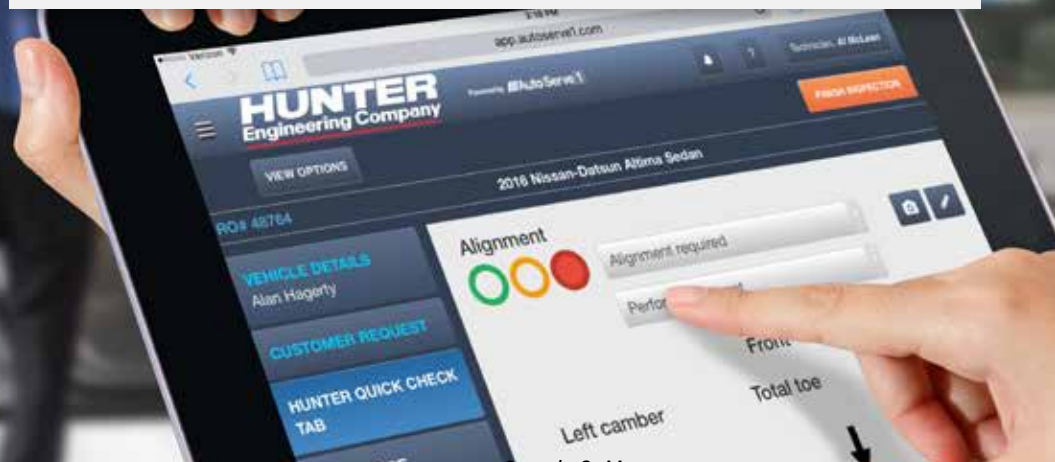 Verizon
app.autoserve1.com
HUNTER
Engineering Company
AutoServe1
Technician, Al McLean
VIEW OPTIONS
FINISH INSPECTION
2016 Nissan-Datsun Altima Sedan
RO# 48764
VEHICLE DETAILS
Alan Hagerty
CUSTOMER REQUEST
HUNTER QUICK CHECK
TAB
Alignment
Alignment required
Perfor
Front
Total toe
Left camber